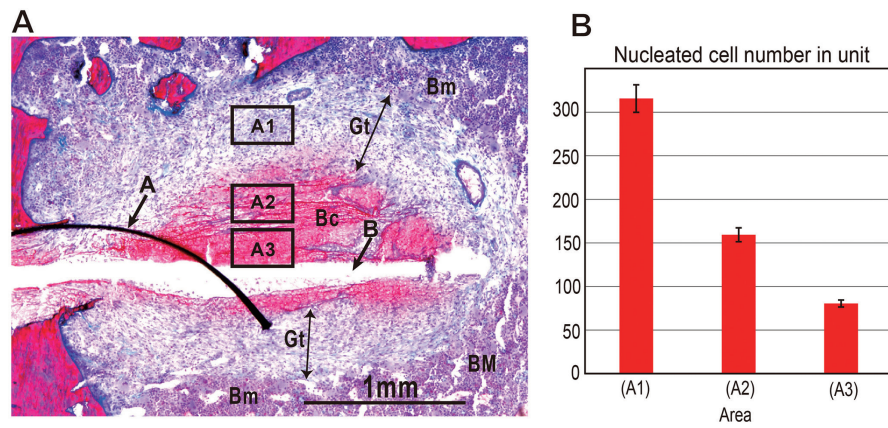 A
Bm
A1
Gt
A
A2
Bc
B
A3
Gt
BM
Bm
1mm
B
Nucleated cell number in unit
300
250
200
150
100
50
0
(A1)
(A2)
(A3)
Area